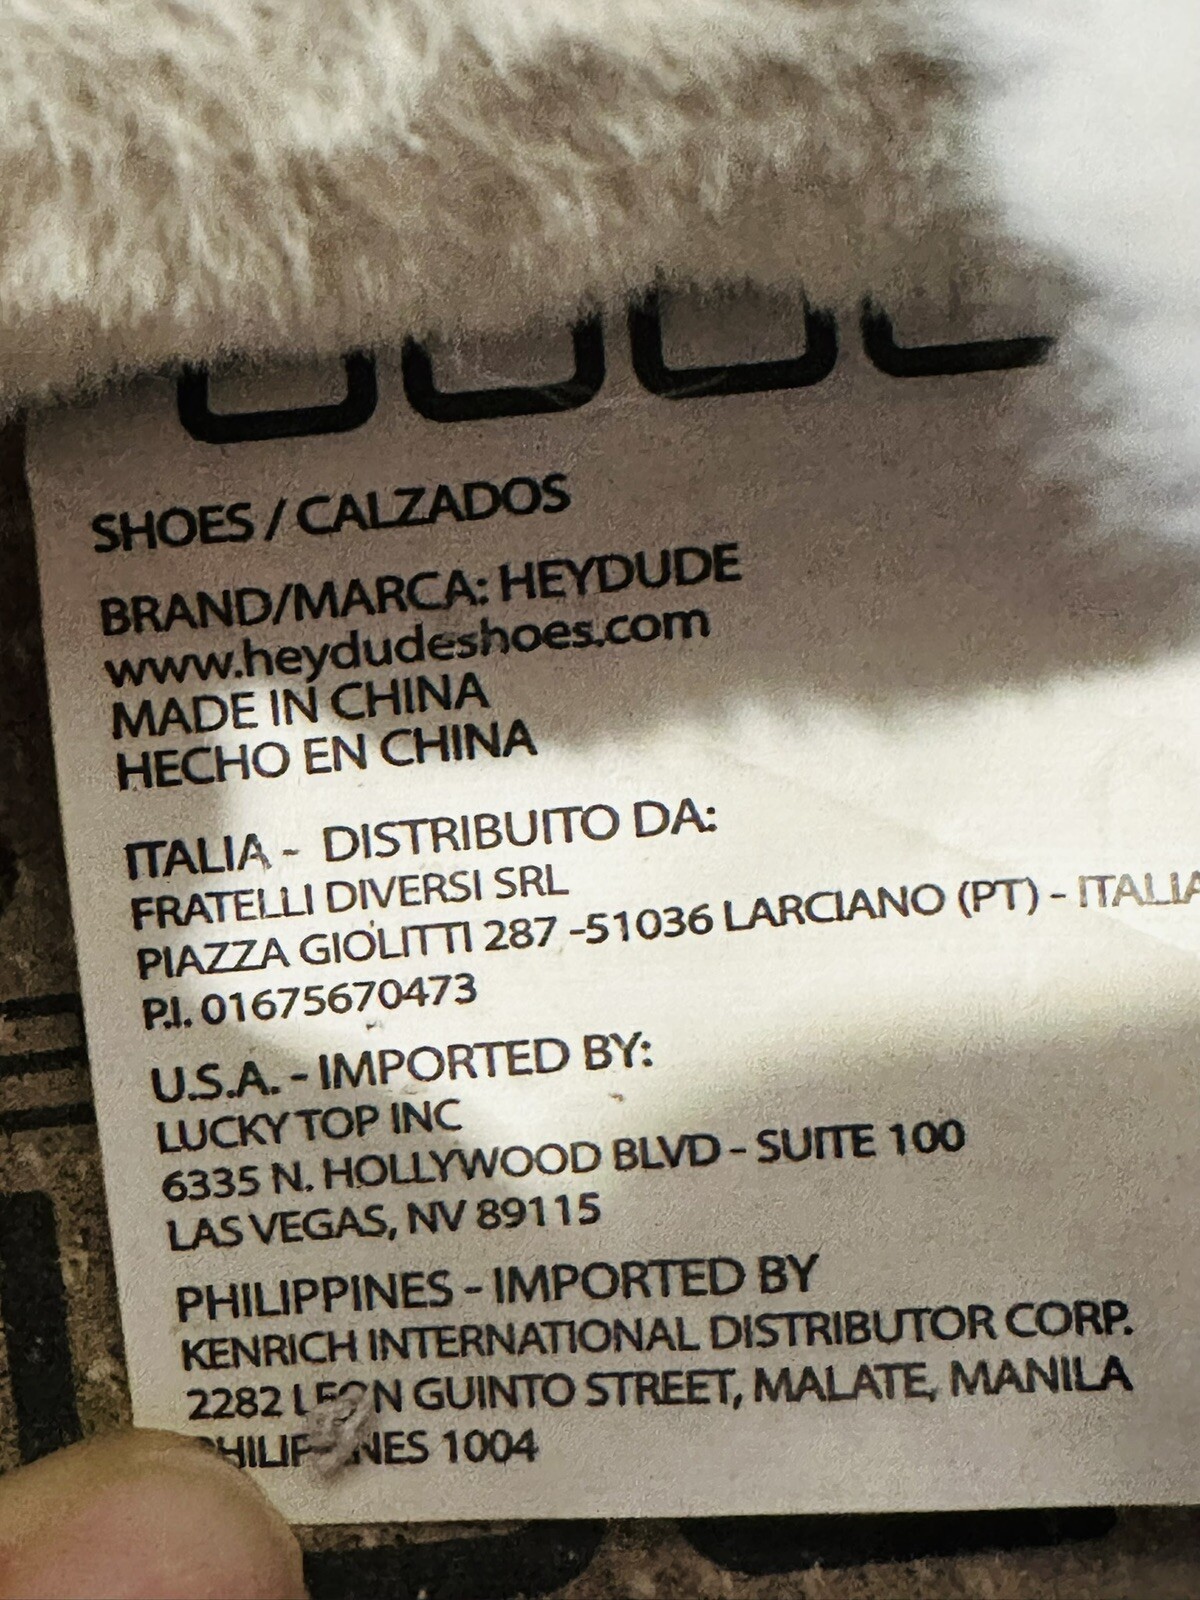 SHOES / CALZADOS
BRAND/MARCA: HEYDUDE
www.heydudeshoes.com
MADE IN CHINA
HECHO EN CHINA
ITALIA - DISTRIBUITO DA:
FRATELLI DIVERSI SRL
PIAZZA GIOLITTI 287 -51036 LARCIANO (PT) - ITALIA
P.I. 01675670473
U.S.A. - IMPORTED BY:
LUCKY TOP INC
6335 N. HOLLYWOOD BLVD - SUITE 100
LAS VEGAS, NV 89115
PHILIPPINES - IMPORTED BY
KENRICH INTERNATIONAL DISTRIBUTOR CORP.
2282 LEON GUINTO STREET, MALATE, MANILA
PHILIPPINES 1004